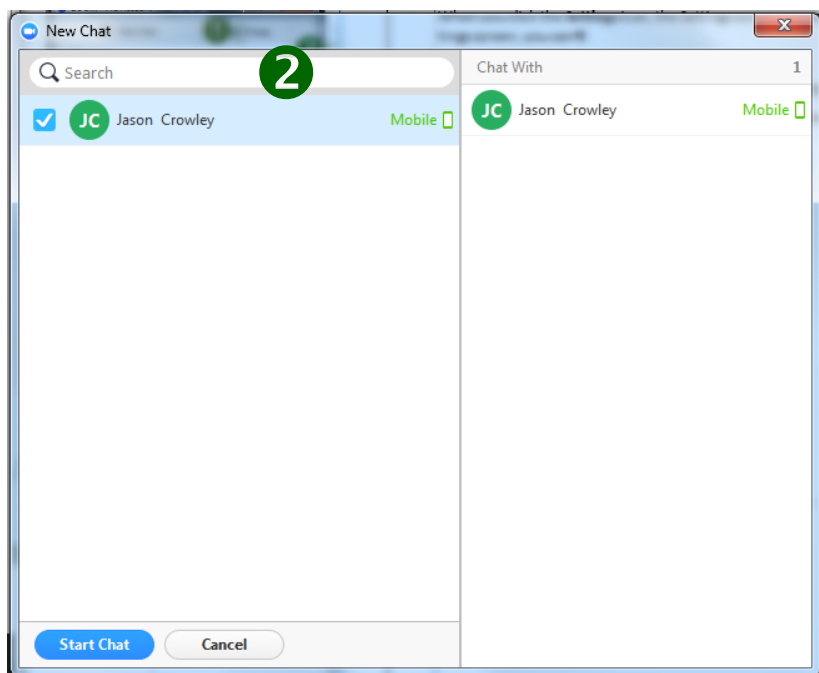 New Chat
Search
2
JC Jason Crowley Mobile
Start Chat Cancel
Chat With 1
JC Jason Crowley Mobile